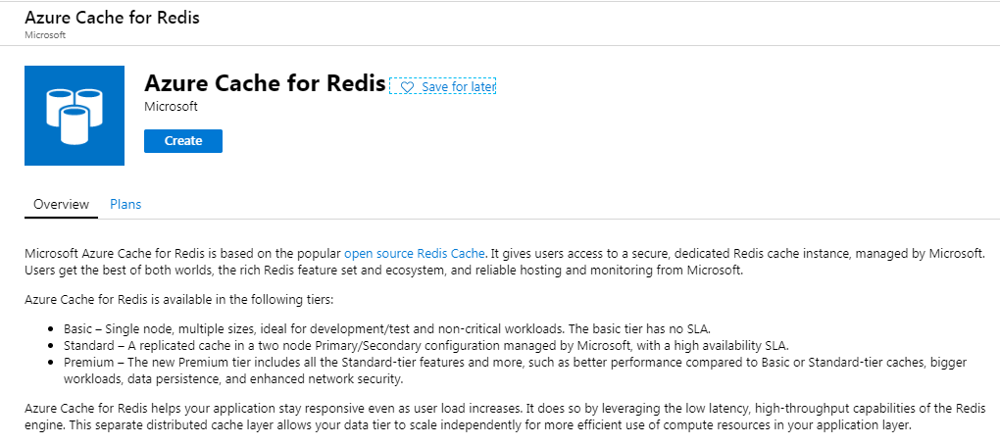 Azure Cache for Redis
Microsoft
Azure Cache for Redis
Save for later
Microsoft
Create
Overview
Plans
Microsoft Azure Cache for Redis is based on the popular open source Redis Cache. It gives users access to a secure, dedicated Redis cache instance, managed by Microsoft.
Users get the best of both worlds, the rich Redis feature set and ecosystem, and reliable hosting and monitoring from Microsoft.
Azure Cache for Redis is available in the following tiers:
• Basic – Single node, multiple sizes, ideal for development/test and non-critical workloads. The basic tier has no SLA.
• Standard – A replicated cache in a two node Primary/Secondary configuration managed by Microsoft, with a high availability SLA.
• Premium – The new Premium tier includes all the Standard-tier features and more, such as better performance compared to Basic or Standard-tier caches, bigger
workloads, data persistence, and enhanced network security.
Azure Cache for Redis helps your application stay responsive even as user load increases. It does so by leveraging the low latency, high-throughput capabilities of the Redis
engine. This separate distributed cache layer allows your data tier to scale independently for more efficient use of compute resources in your application layer.